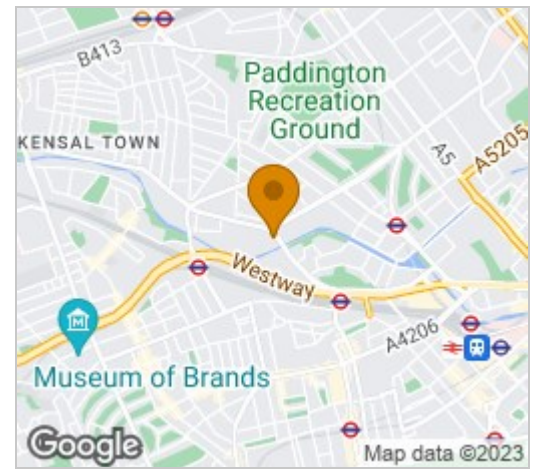 B413
Paddington
Recreation
Ground
KENSAL TOWN
A5
A5205
Westway
M
A4206
Museum of Brands
Google
Map data ©2023